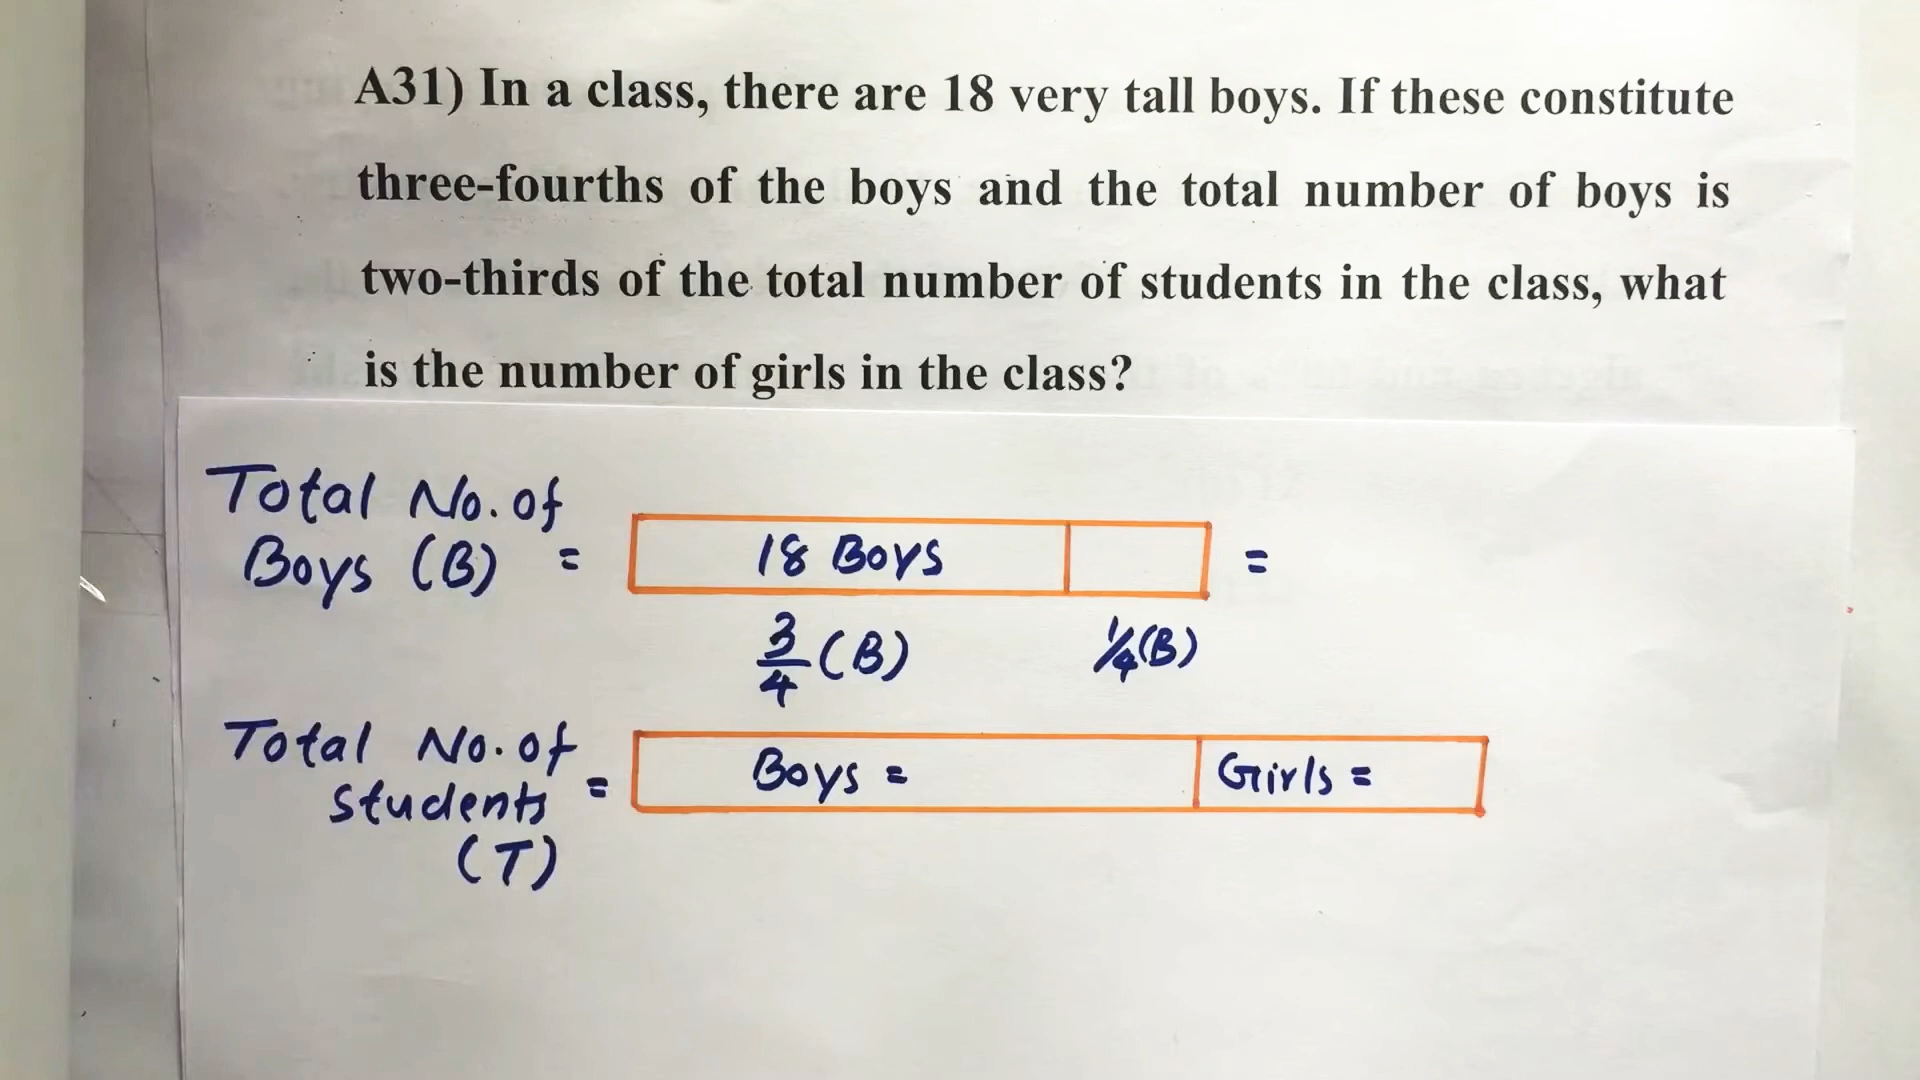 A31) In a class, there are 18 very tall boys. If these constitute
three-fourths of the boys and the total number of boys is
two-thirds of the total number of students in the class, what
is the number of girls in the class?
Total No. of
Boys (B) = 18 Boys =
3/4 (B) 1/4 (B)
Total No. of
students = Boys = Girls =
(T)